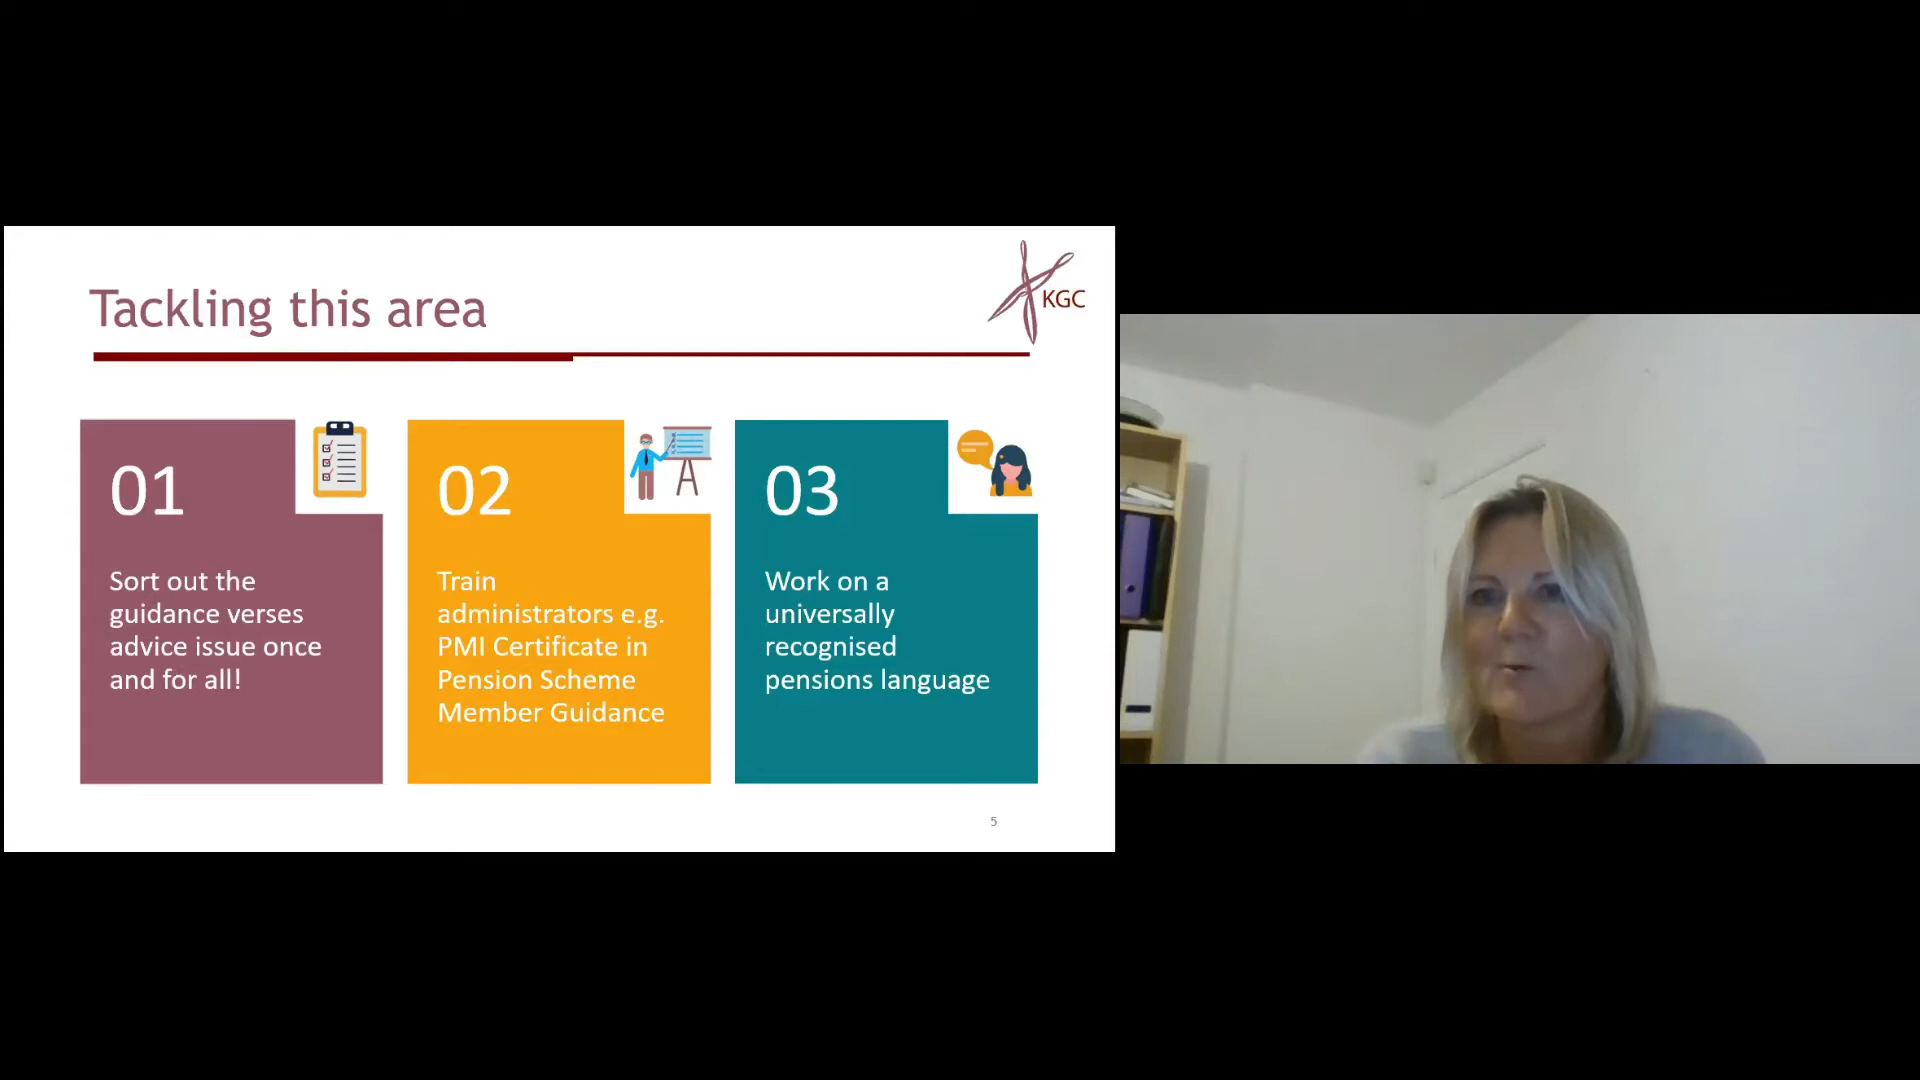 Tackling this area
KGC
01
Sort out the
guidance verses
advice issue once
and for all!
02
Train
administrators e.g.
PMI Certificate in
Pension Scheme
Member Guidance
03
Work on a
universally
recognised
pensions language
5